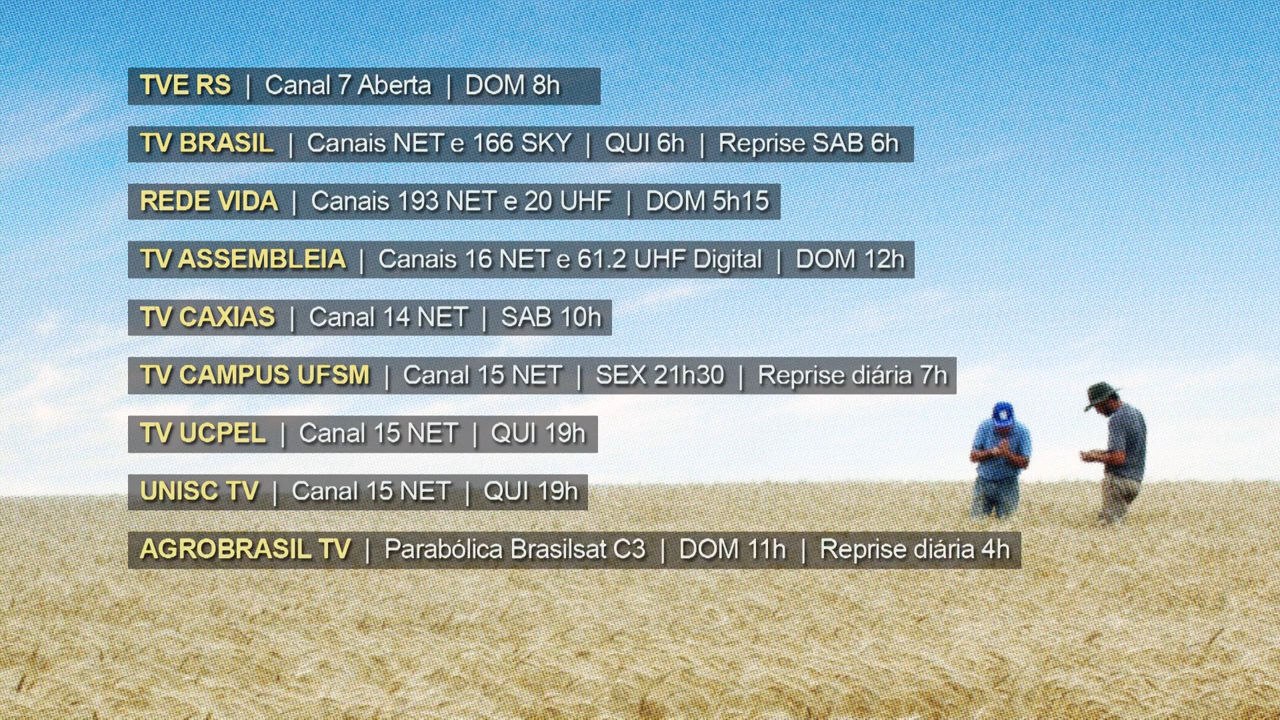 TVE RS | Canal 7 Aberta | DOM 8h
TV BRASIL | Canais NET e 166 SKY | QUI 6h | Reprise SAB 6h
REDE VIDA | Canais 193 NET e 20 UHF | DOM 5h15
TV ASSEMBLEIA | Canais 16 NET e 61.2 UHF Digital | DOM 12h
TV CAXIAS | Canal 14 NET | SAB 10h
TV CAMPUS UFSM | Canal 15 NET | SEX 21h30 | Reprise diária 7h
TV UCPEL | Canal 15 NET | QUI 19h
UNISC TV | Canal 15 NET | QUI 19h
AGROBRASIL TV | Parabólica Brasilsat C3 | DOM 11h | Reprise diária 4h